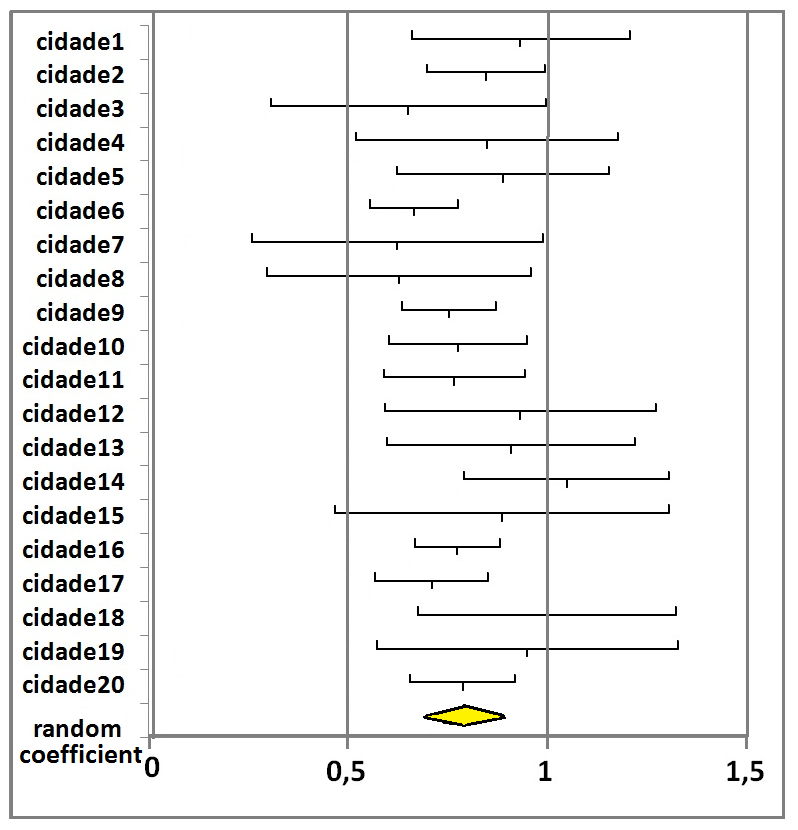 cidade1
cidade2
cidade3
cidade4
cidade5
cidade6
cidade7
cidade8
cidade9
cidade10
cidade11
cidade12
cidade13
cidade14
cidade15
cidade16
cidade17
cidade18
cidade19
cidade20
random
coefficient
0 0,5 1 1,5